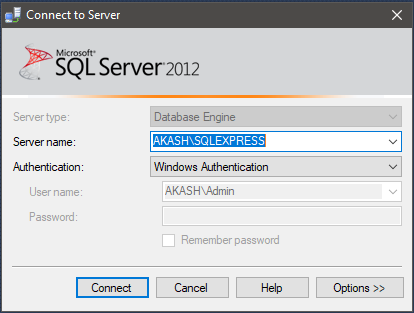 Connect to Server
Microsoft®
SQL Server® 2012
Server type: Database Engine
Server name: AKASH\SQLEXPRESS
Authentication: Windows Authentication
User name: AKASH\Admin
Password:
Remember password
Connect Cancel Help Options >>